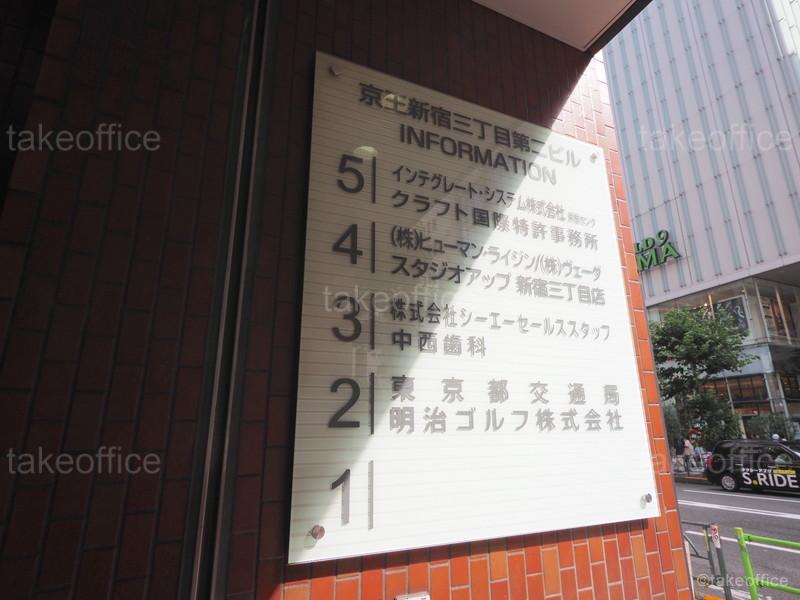 京王新宿三丁目第二ビル
INFORMATION
5 インテグレート・システム株式会社
クラフト国際特許事務所
4 (株)ヒューマン・ライジン/(株)ヴェーダ
スタジオアップ 新宿三丁目店
3 株式会社シーエーセールススタッフ
中西歯科
2 東京都交通局
明治ゴルフ株式会社
1
LD 9
MA
S.RIDE
takeoffice
takeoffice
takeoffice
takeoffice
takeoffice
takeoffice
©takeoffice